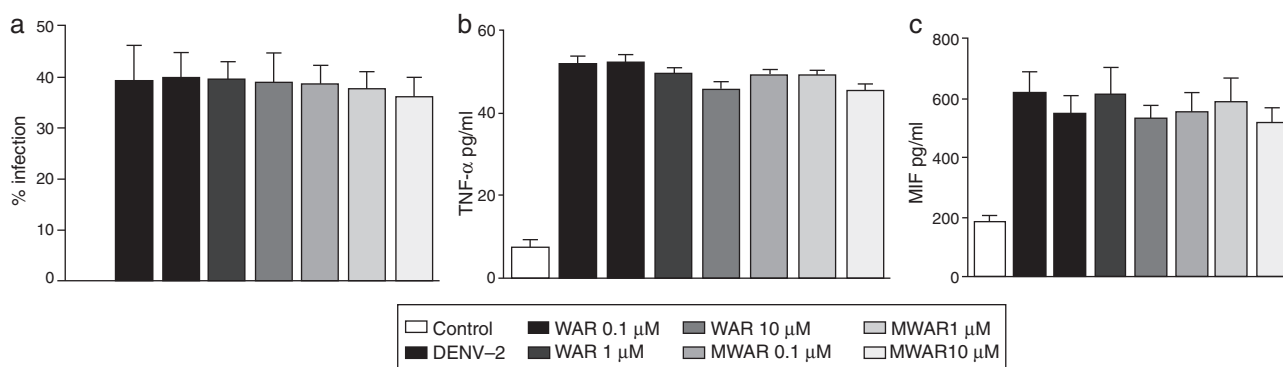 a
50
40
30
20
40
10
0
% infection
b
60
40
20
0
TNF-α pg/ml
c
800
600
400
200
0
MIF pg/ml
Control
WAR 0.1 μM
WAR 10 μM
MWAR1 μM
DENV–2
WAR 1 μM
MWAR 0.1 μM
MWAR10 μM